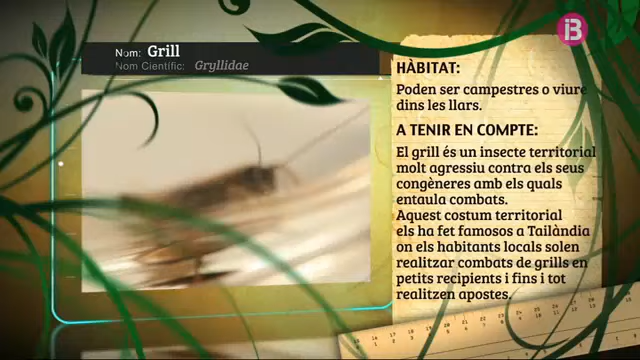 Nom: Grill
Nom Científic: Gryllidae
HÀBITAT:
Poden ser campestres o viure
dins les llars.
A TENIR EN COMPTE:
El grill és un insecte territorial
molt agressiu contra els seus
congèneres amb els quals
entaula combats.
Aquest costum territorial
els ha fet famosos a Tailàndia
on els habitants locals solen
realitzar combats de grills en
petits recipients i fins i tot
realitzen apostes.